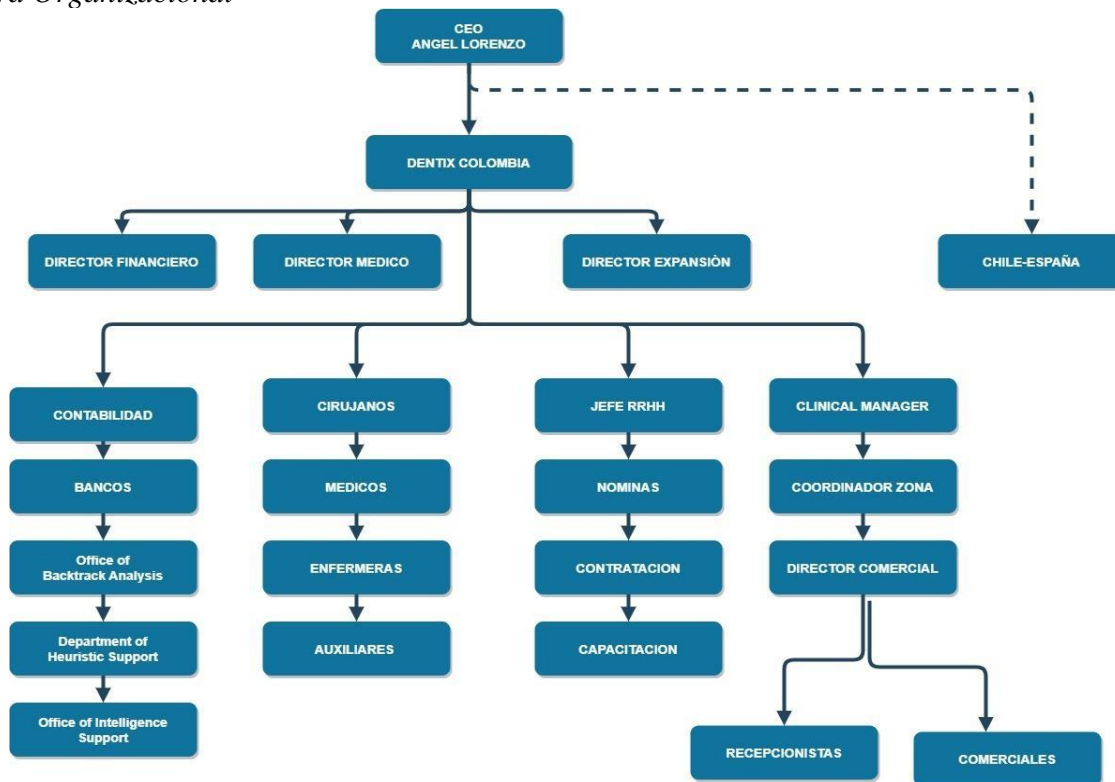 Organizacional
CEO
ANGEL LORENZO
DENTIX COLOMBIA
DIRECTOR FINANCIERO
DIRECTOR MEDICO
DIRECTOR EXPANSIÒN
CHILE-ESPAÑA
CONTABILIDAD
CIRUJANOS
JEFE RRHH
CLINICAL MANAGER
BANCOS
MEDICOS
NOMINAS
COORDINADOR ZONA
Office of
Backtrack Analysis
ENFERMERAS
CONTRATACION
DIRECTOR COMERCIAL
Department of
Heuristic Support
AUXILIARES
CAPACITACION
Office of Intelligence
Support
RECEPCIONISTAS
COMERCIALES